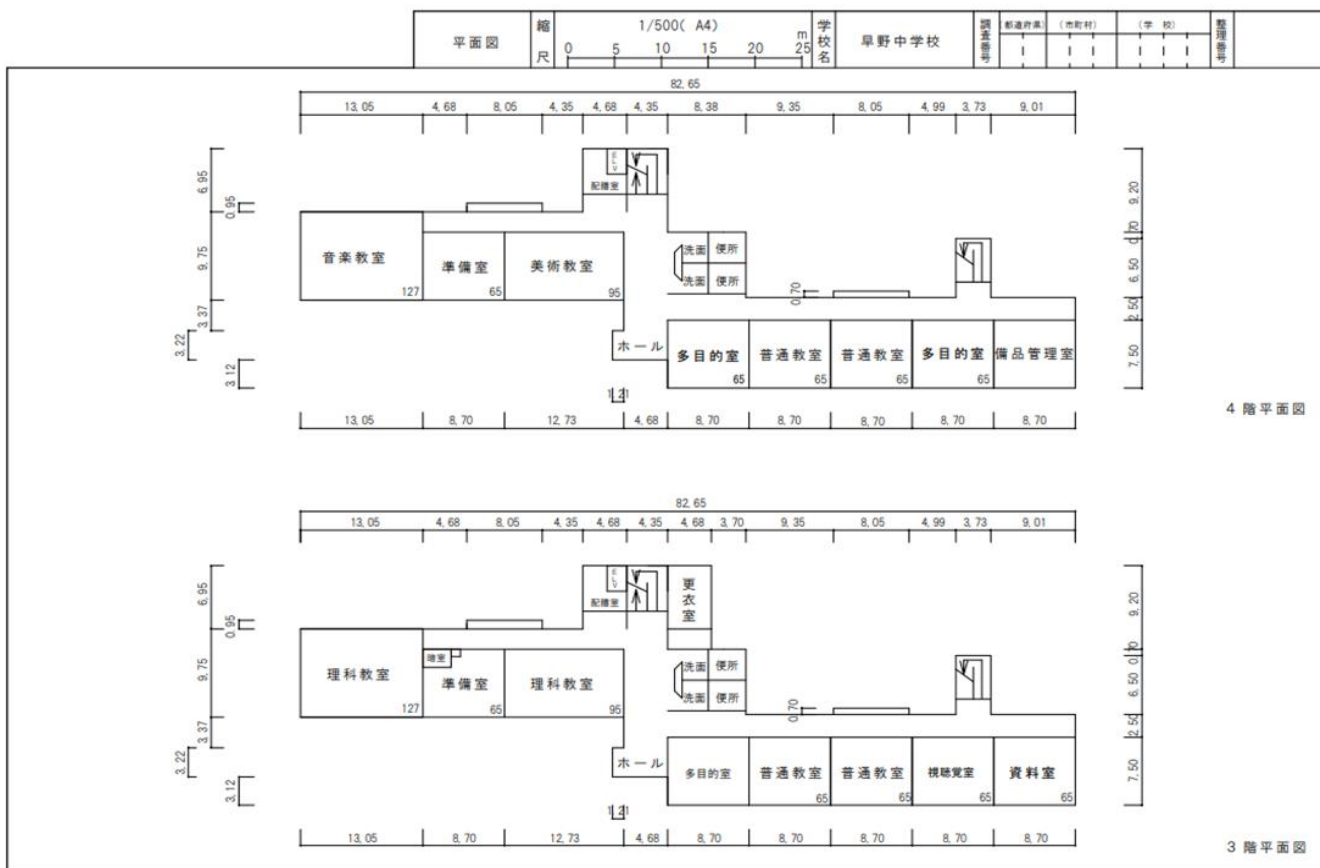 平面図
縮尺
1/500( A4)
0 5 10 15 20 25 m
学校名
早野中学校
調査番号
(都道府県) (市町村) (学 校)
整理番号
82,65
13,05 4,68 8,05 4,35 4,68 4,35 8,38 9,35 8,05 4,99 3,73 9,01
6,95
0,95
9,75
3,37
3,22
3,12
ELV
配膳室
音楽教室
127
準備室
65
美術教室
95
洗面 便所
洗面 便所
0,70
ホール
1,21
多目的室
65
普通教室
65
普通教室
65
多目的室
65
備品管理室
9,20
0,70
6,50
2,50
7,50
13,05 8,70 12,73 4,68 8,70 8,70 8,70 8,70 8,70
4 階平面図
82,65
13,05 4,68 8,05 4,35 4,68 4,35 4,68 3,70 9,35 8,05 4,99 3,73 9,01
6,95
0,95
9,75
3,37
3,22
3,12
ELV
配膳室
更衣室
理科教室
127
暗室
準備室
65
理科教室
95
洗面 便所
洗面 便所
0,70
ホール
1,21
多目的室
普通教室
65
普通教室
65
視聴覚室
65
資料室
65
9,20
0,70
6,50
2,50
7,50
13,05 8,70 12,73 4,68 8,70 8,70 8,70 8,70 8,70
3 階平面図